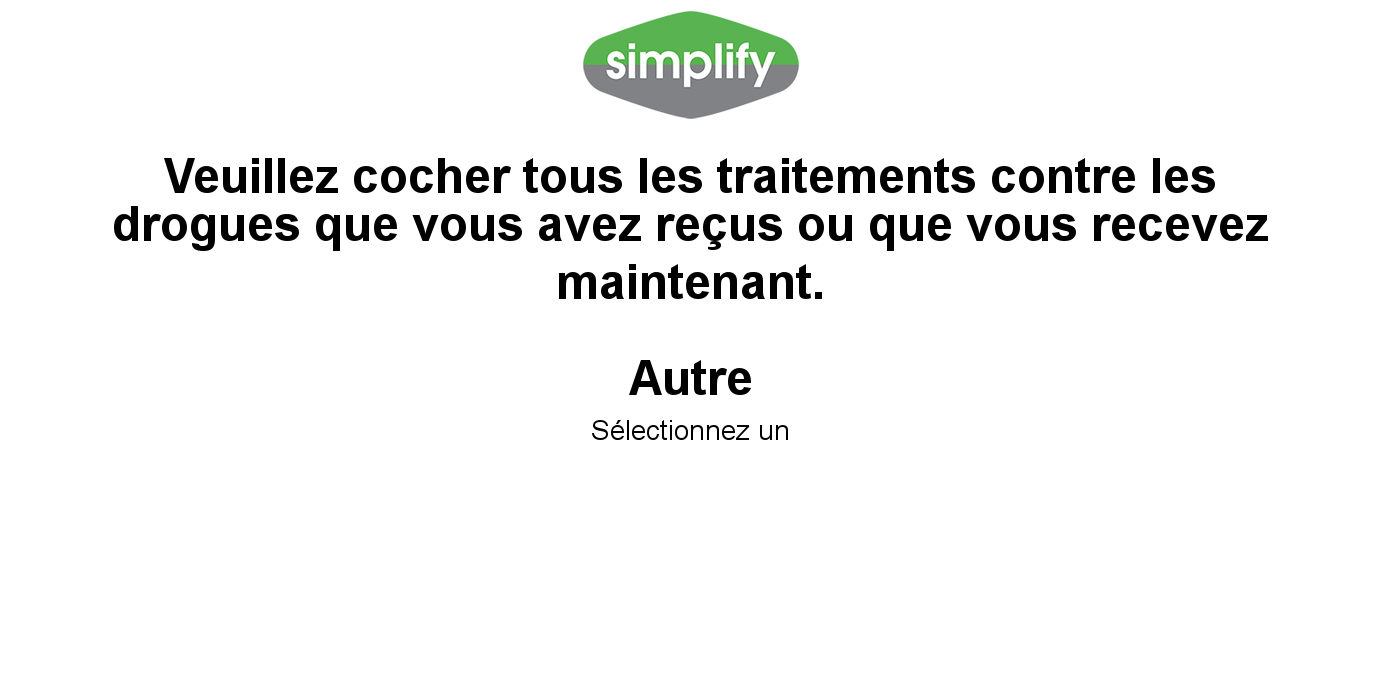 simplify
Veuillez cocher tous les traitements contre les
drogues que vous avez reçus ou que vous recevez
maintenant.
Autre
Sélectionnez un